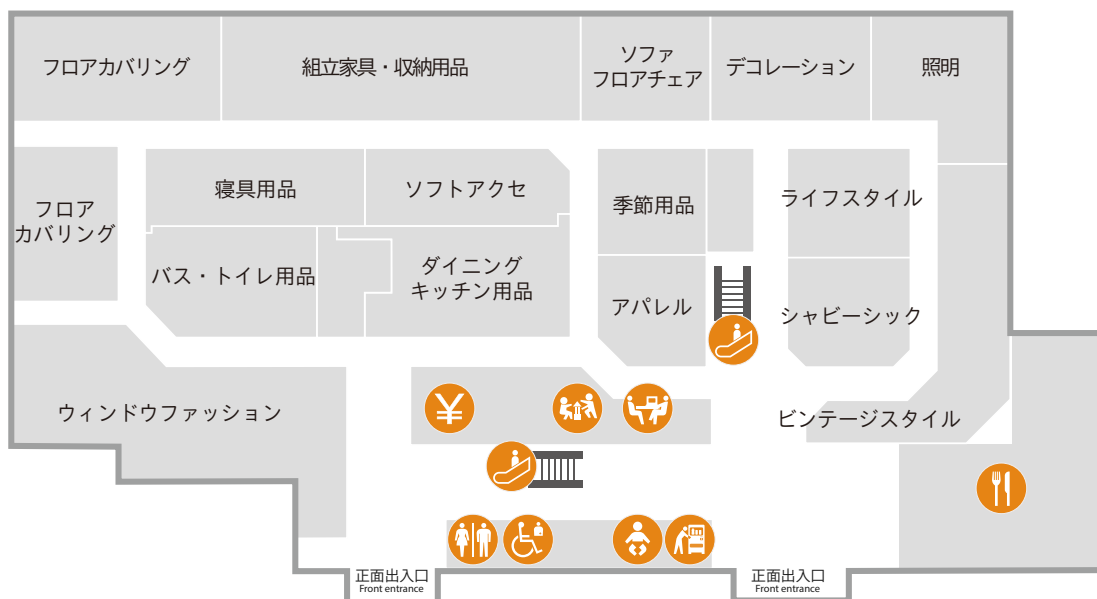 フロアカバリング
組立家具・収納用品
ソファ
フロアチェア
デコレーション
照明
フロア
カバリング
寝具用品
ソフトアクセ
季節用品
ライフスタイル
バス・トイレ用品
ダイニング
キッチン用品
アパレル
シャビーシック
ウィンドウファッション
¥
ビンテージスタイル
正面出入口
Front entrance
正面出入口
Front entrance